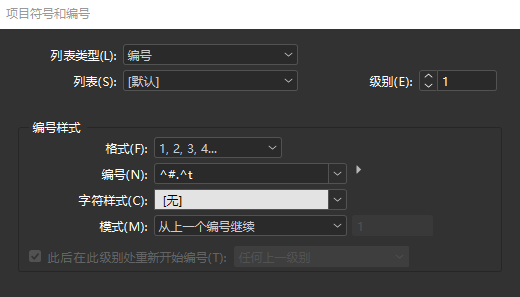 项目符号和编号
列表类型(L): 编号
列表(S): [默认] 级别(E): 1
编号样式
格式(F): 1, 2, 3, 4...
编号(N): ^#.^t
字符样式(C): [无]
模式(M): 从上一个编号继续 1
此后在此级别处重新开始编号(T): 任何上一级别